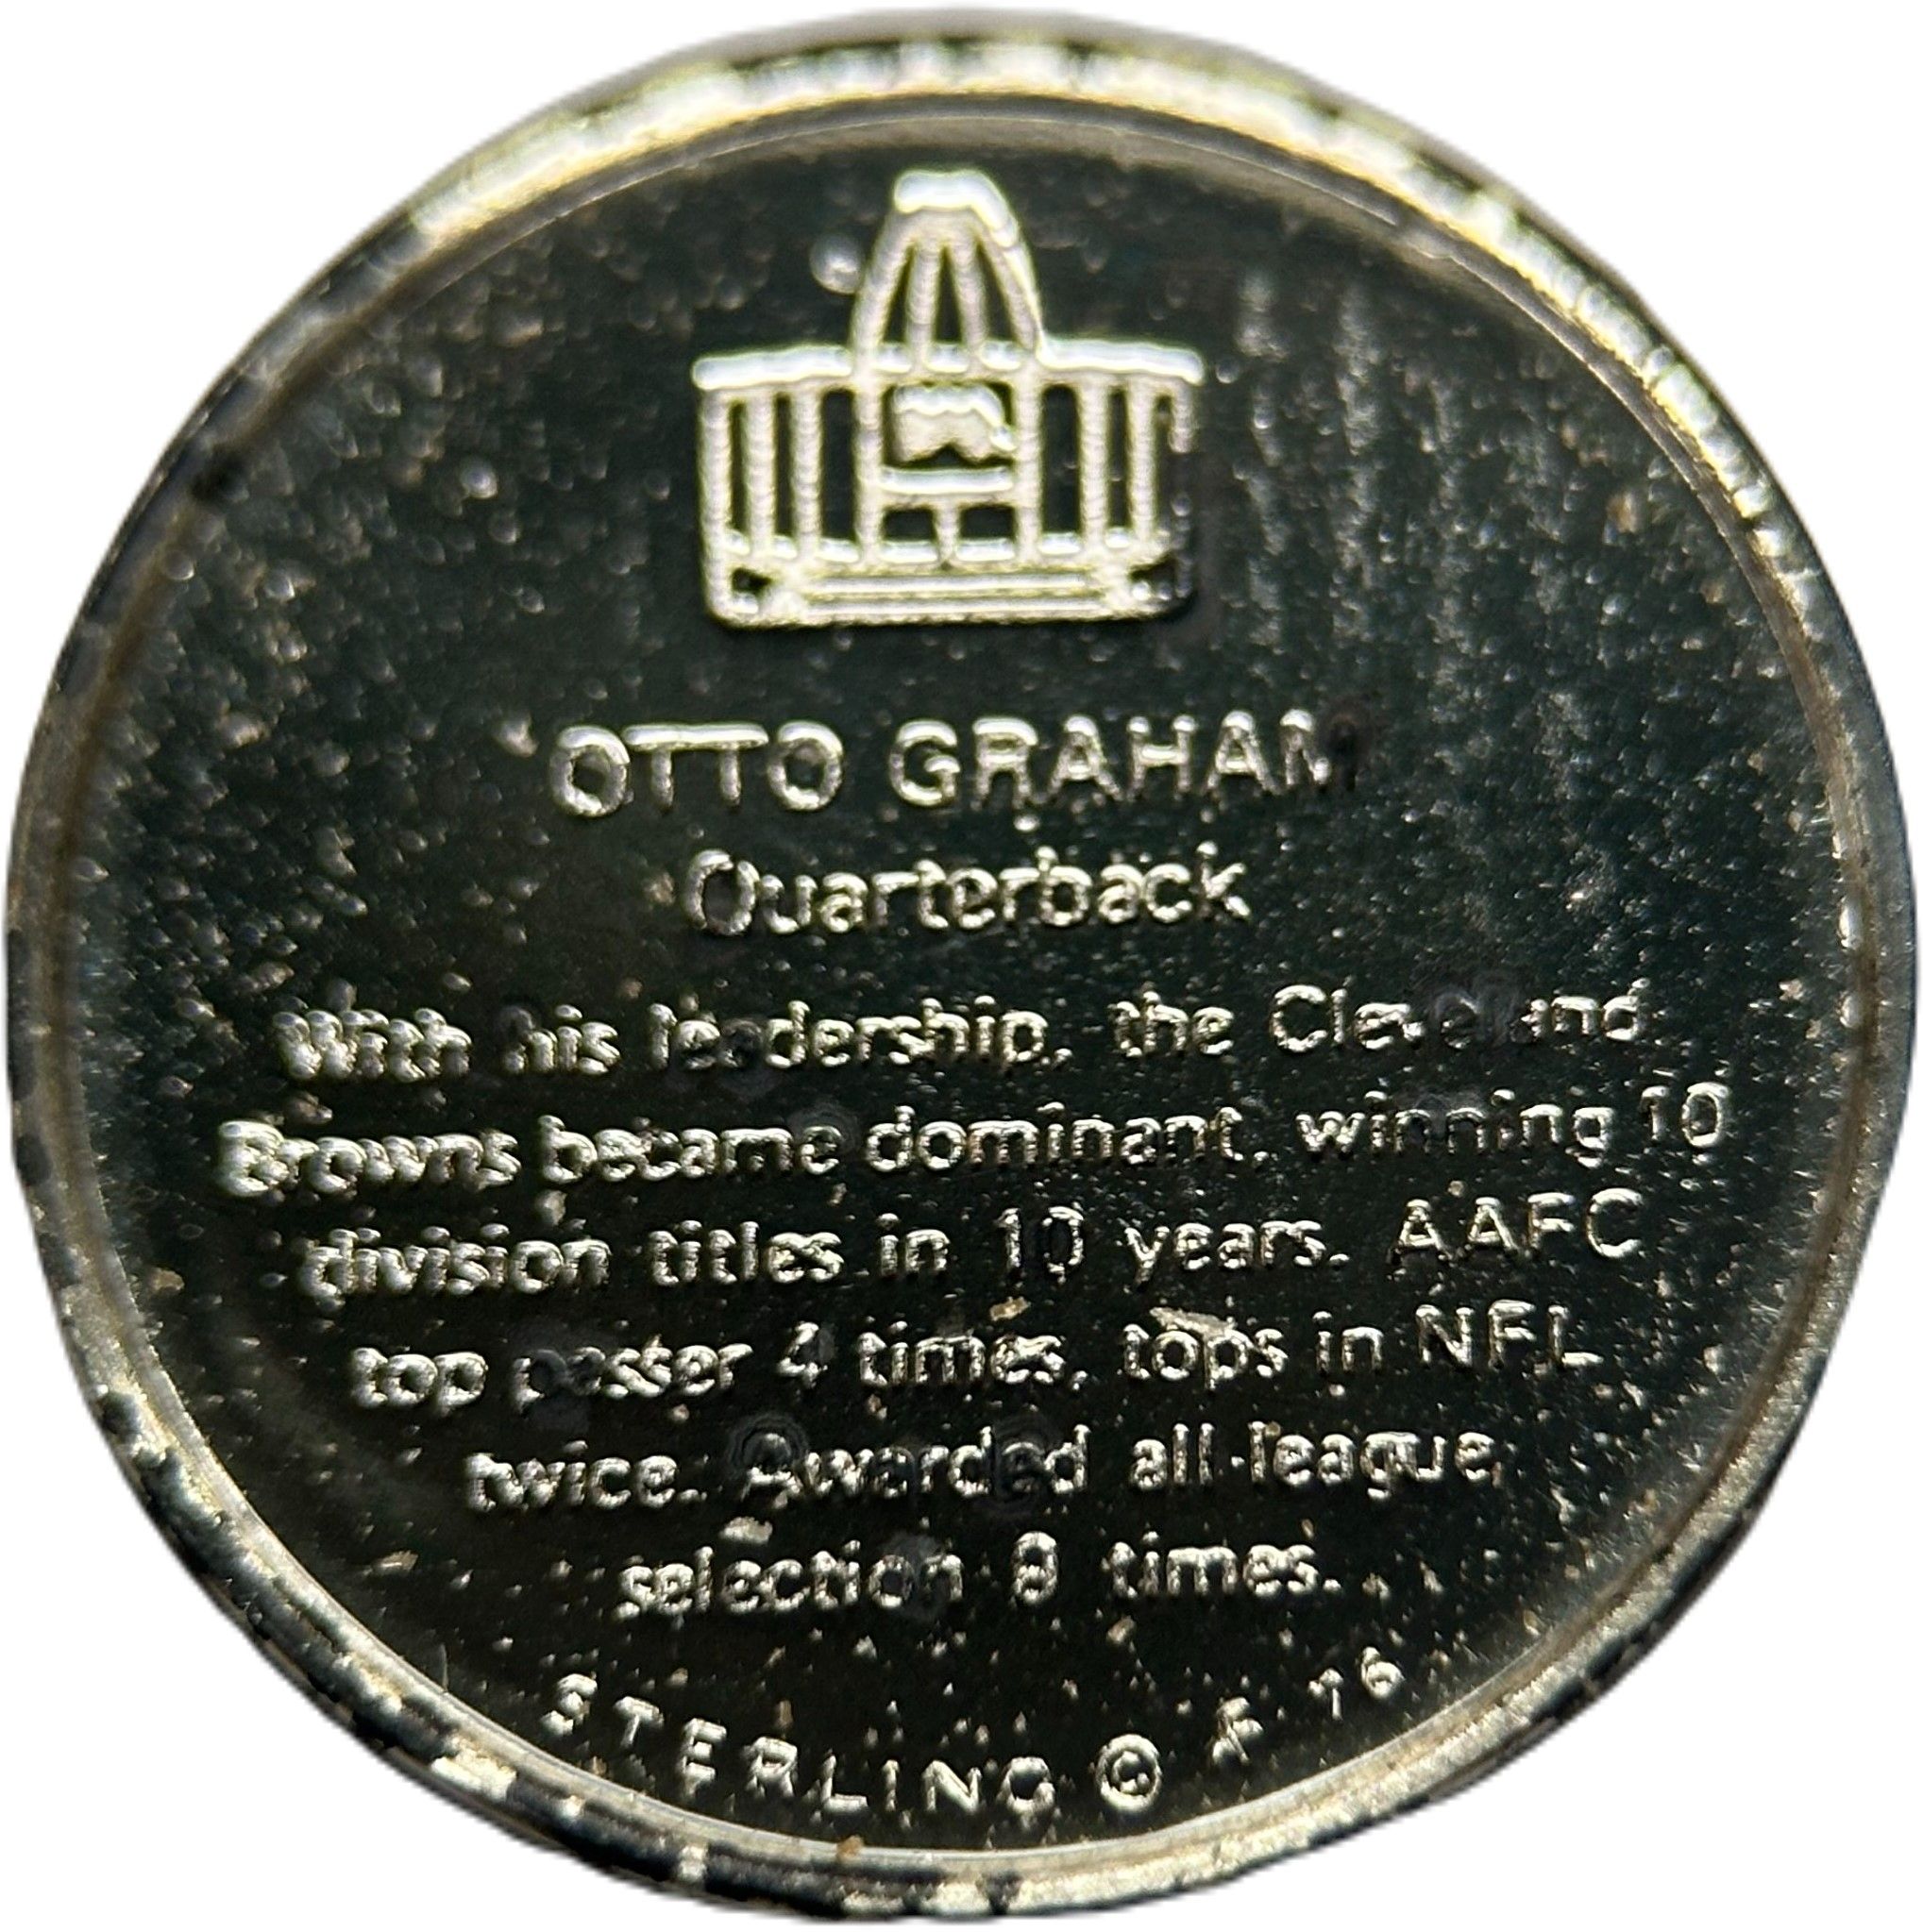 OTTO GRAHAM
Quarterback
With his leadership, the Cleveland
Browns became dominant, winning 10
division titles in 10 years. AAFC
top passer 4 times, tops in NFL
twice. Awarded all-league
selection 9 times.
STERLING © 76